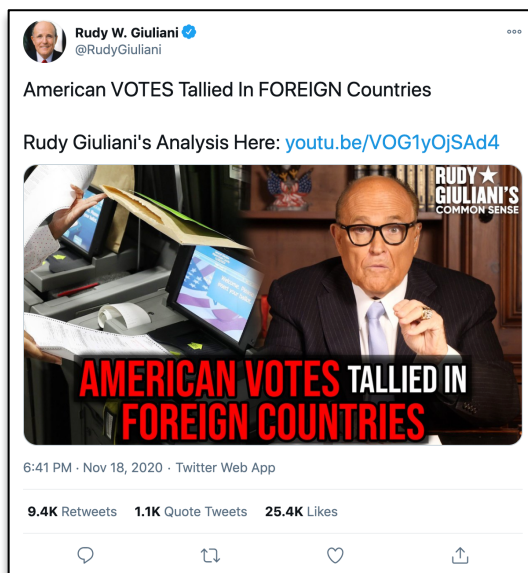 Rudy W. Giuliani
@RudyGiuliani
American VOTES Tallied In FOREIGN Countries
Rudy Giuliani's Analysis Here: youtu.be/VOG1yOjSAd4
RUDY★
GIULIANI'S
COMMON SENSE
AMERICAN VOTES TALLIED IN
FOREIGN COUNTRIES
6:41 PM · Nov 18, 2020 · Twitter Web App
9.4K Retweets 1.1K Quote Tweets 25.4K Likes